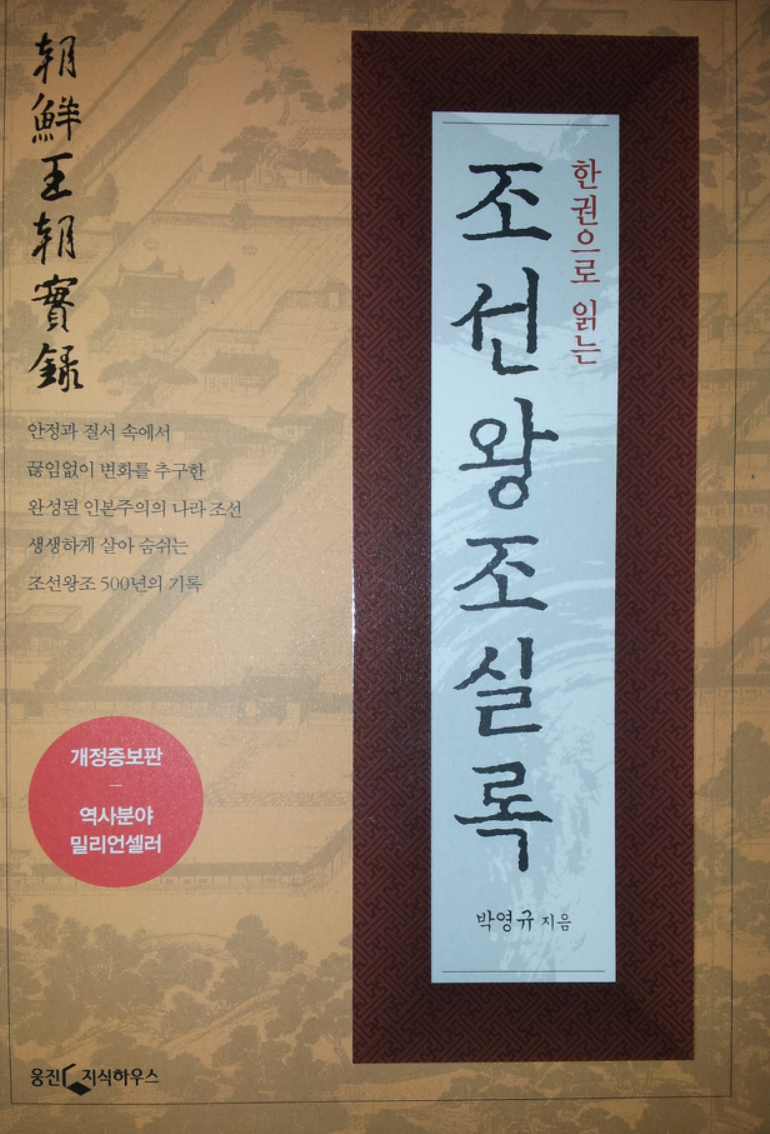 朝鮮王朝實錄
한권으로 읽는
조선왕조실록
박영규 지음
안정과 질서 속에서
끊임없이 변화를 추구한
완성된 인본주의의 나라 조선
생생하게 살아 숨쉬는
조선왕조 500년의 기록
개정증보판
역사분야
밀리언셀러
웅진 지식하우스